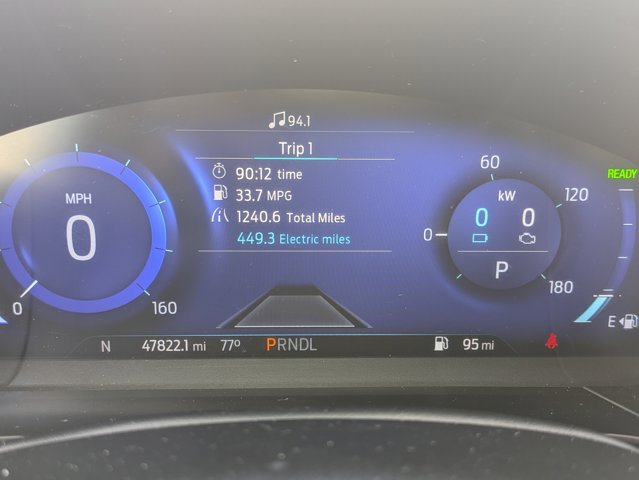 94.1
Trip 1
90:12 time
33.7 MPG
1240.6 Total Miles
449.3 Electric miles
MPH
0
0
160
kW
0 0
P
0
60
120
180
READY
E
N 47822.1 mi 77° PRNDL 95 mi